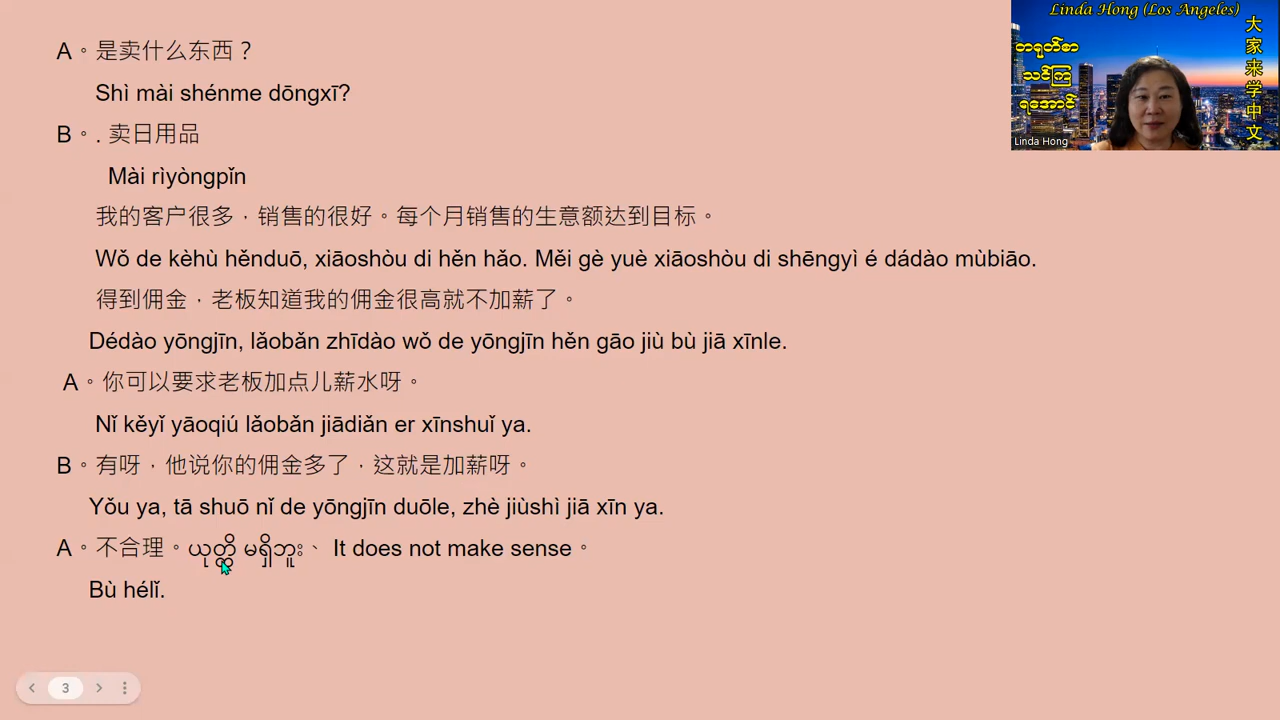 A。是卖什么东西？
Shì mài shénme dōngxī?
B。. 卖日用品
Mài rìyòngpǐn
我的客户很多，销售的很好。每个月销售的生意额达到目标。
Wǒ de kèhù hěnduō, xiāoshòu di hěn hǎo. Měi gè yuè xiāoshòu di shēngyì é dádào mùbiāo.
得到佣金，老板知道我的佣金很高就不加薪了。
Dédào yōngjīn, lǎobǎn zhīdào wǒ de yōngjīn hěn gāo jiù bù jiā xīnle.
A。你可以要求老板加点儿薪水呀。
Nǐ kěyǐ yāoqiú lǎobǎn jiādiǎn er xīnshuǐ ya.
B。有呀，他说你的佣金多了，这就是加薪呀。
Yǒu ya, tā shuō nǐ de yōngjīn duōle, zhè jiùshì jiā xīn ya.
A。不合理。ယုတ္တိ မရှိဘူး、 It does not make sense。
Bù hélǐ.
3
Linda Hong (Los Angeles)
တရုတ်စာ
သင်ကြ
ရအောင်
大家来学中文
Linda Hong